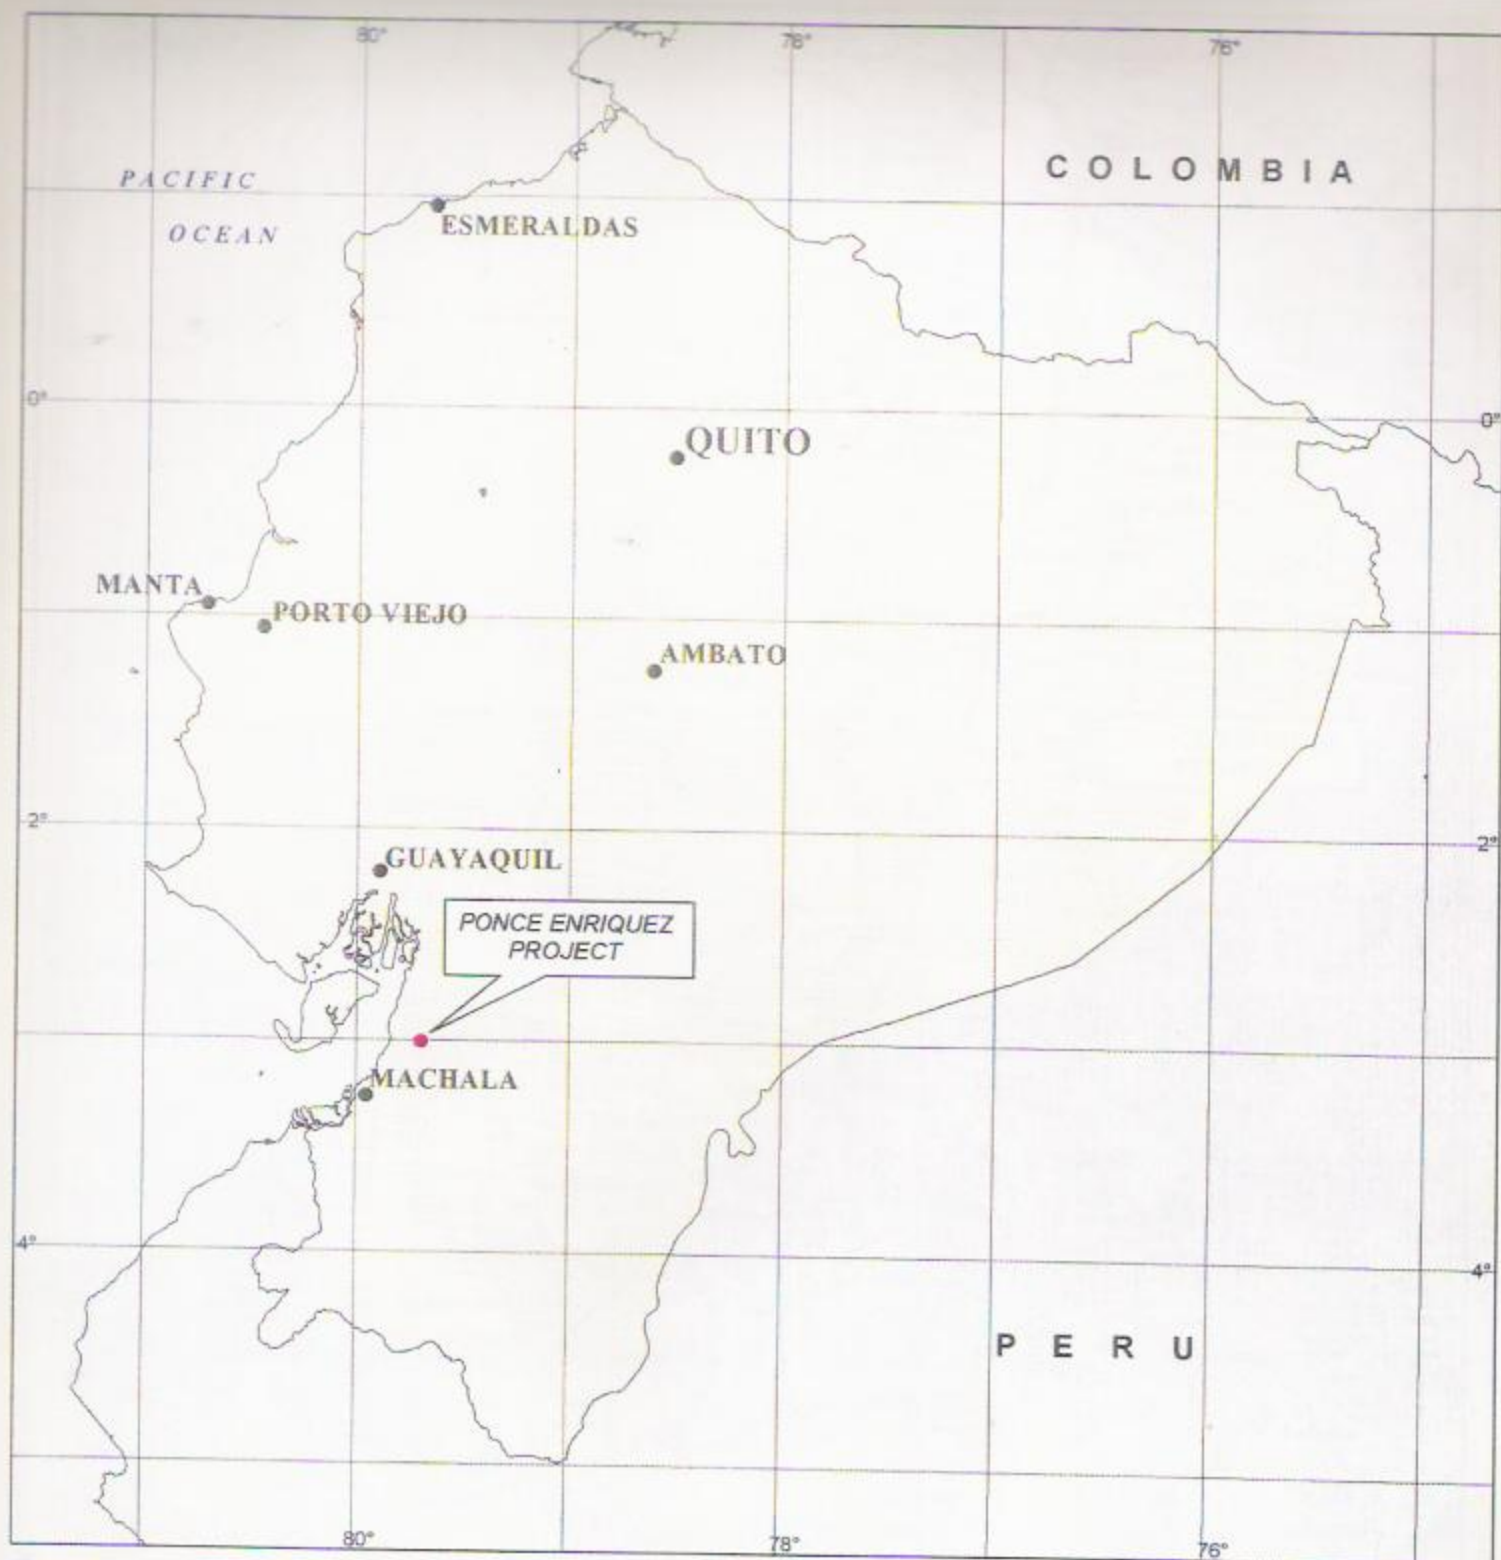 80°
78°
76°
PACIFIC
OCEAN
COLOMBIA
ESMERALDAS
0°
0°
QUITO
MANTA
PORTO VIEJO
AMBATO
2°
2°
GUAYAQUIL
PONCE ENRIQUEZ
PROJECT
MACHALA
4°
4°
PERU
80°
78°
76°